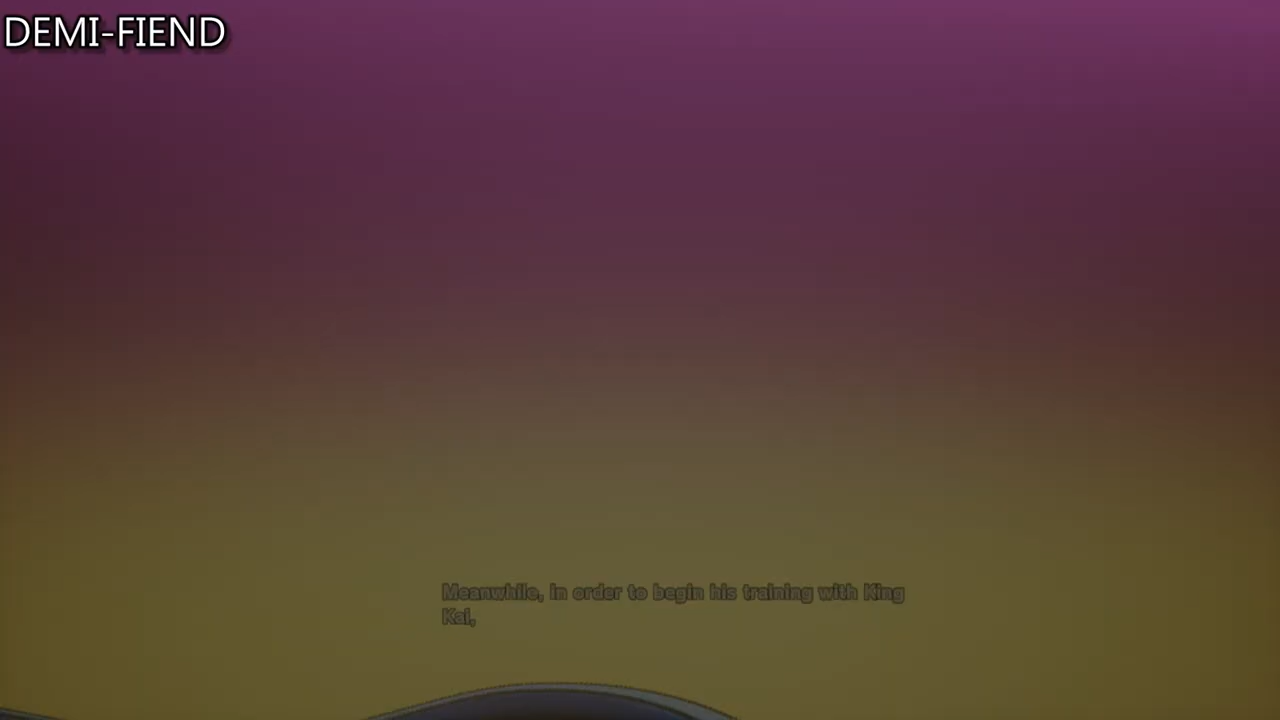 DEMI-FIEND
Meanwhile, in order to begin his training with King
Kai,